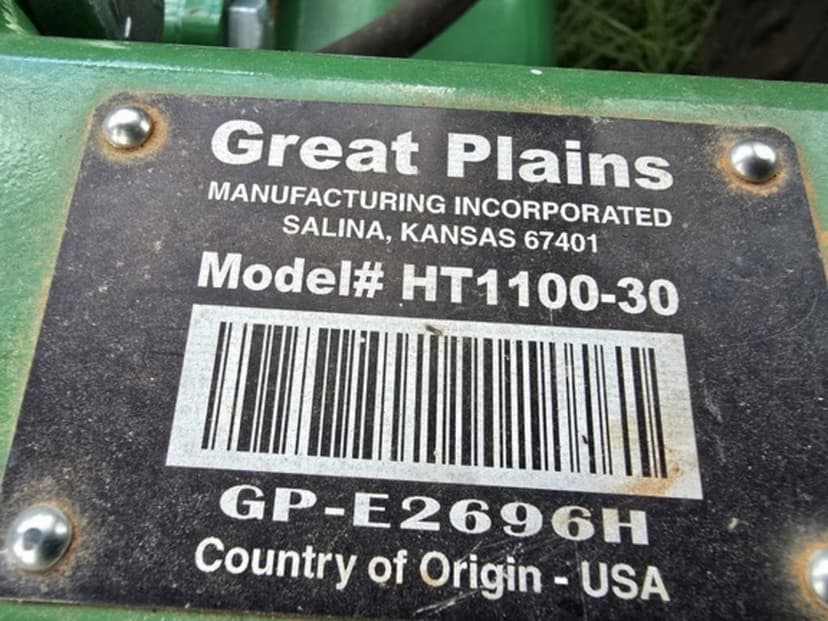 Great Plains
MANUFACTURING INCORPORATED
SALINA, KANSAS 67401
Model# HT1100-30
GP-E2696H
Country of Origin - USA